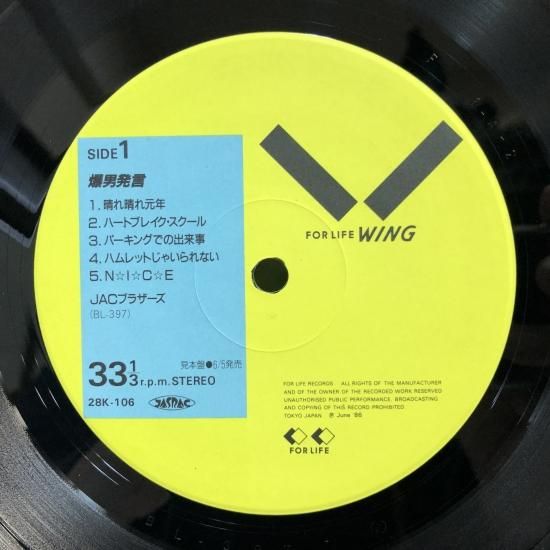 SIDE 1
爆男発言
1. 晴れ晴れ元年
2. ハートブレイク・スクール
3. パーキングでの出来事
4. ハムレットじゃいられない
5. N☆I☆C☆E
JACブラザーズ
(BL-397)
33 1/3 r.p.m. STEREO
見本盤●6/5発売
28K-106
JASRAC
FOR LIFE WING
FOR LIFE RECORDS ALL RIGHTS OF THE MANUFACTURER
AND OF THE OWNER OF THE RECORDED WORK RESERVED
UNAUTHORISED PUBLIC PERFORMANCE, BROADCASTING
AND COPYING OF THIS RECORD PROHIBITED
TOKYO JAPAN ℗ June '86
FOR LIFE